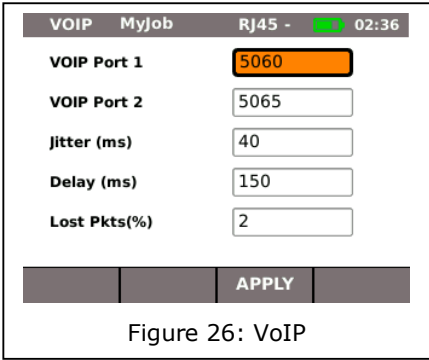 VOIP MyJob RJ45 - 02:36
VOIP Port 1 5060
VOIP Port 2 5065
Jitter (ms) 40
Delay (ms) 150
Lost Pkts(%) 2
APPLY
Figure 26: VoIP